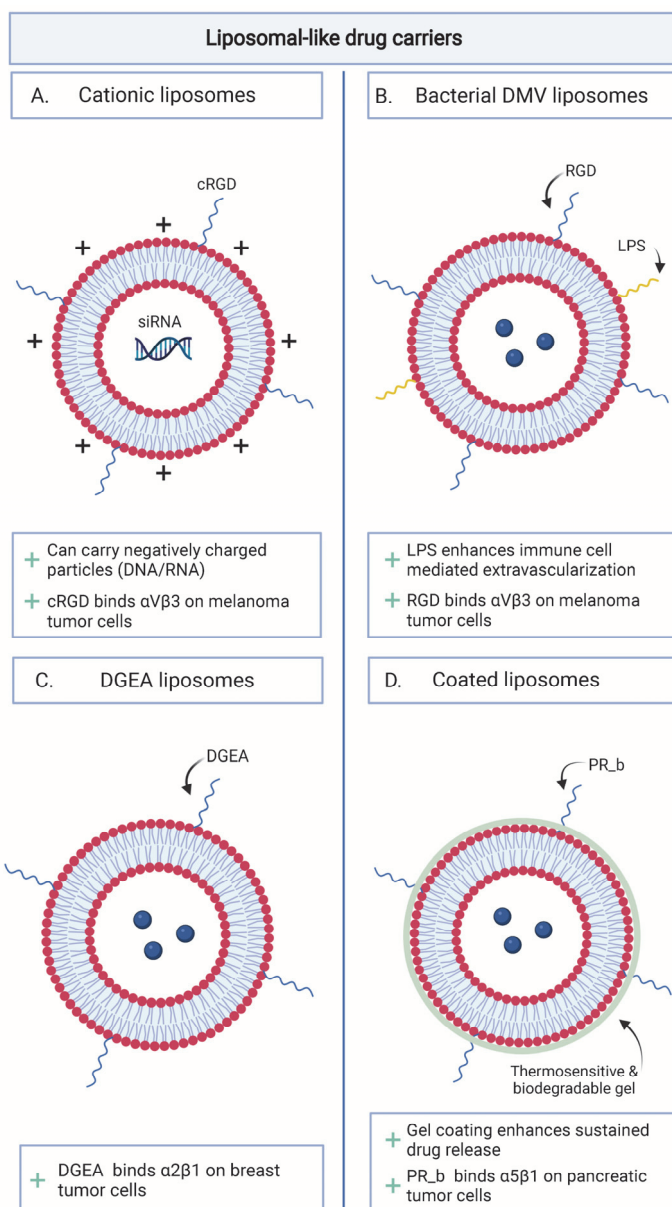 Liposomal-like drug carriers
A. Cationic liposomes
cRGD
+ + +
siRNA
+ +
+ + +
+ Can carry negatively charged
particles (DNA/RNA)
+ cRGD binds αVβ3 on melanoma
tumor cells
B. Bacterial DMV liposomes
RGD
LPS
+ LPS enhances immune cell
mediated extravascularization
+ RGD binds αVβ3 on melanoma
tumor cells
C. DGEA liposomes
DGEA
+ DGEA binds α2β1 on breast
tumor cells
D. Coated liposomes
PR_b
Thermosensitive &
biodegradable gel
+ Gel coating enhances sustained
drug release
+ PR_b binds α5β1 on pancreatic
tumor cells